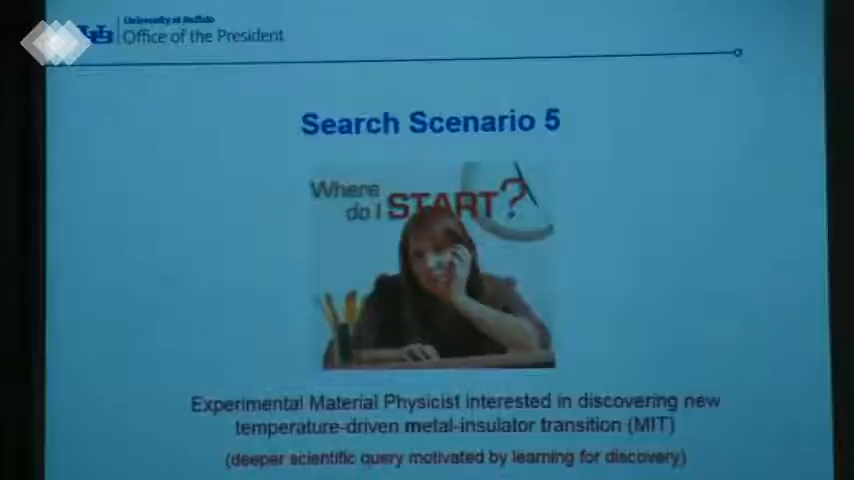 University at Buffalo
Office of the President
Search Scenario 5
Where
do I START?
Experimental Material Physicist interested in discovering new
temperature-driven metal-insulator transition (MIT)
(deeper scientific query motivated by learning for discovery)